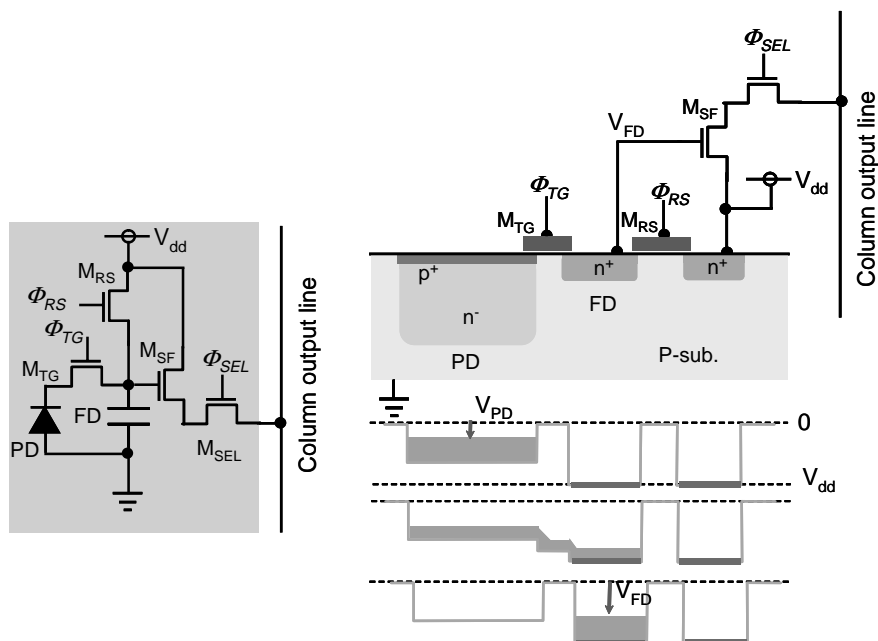 V_dd
M_RS
Φ_RS
Φ_TG
M_TG
M_SF
Φ_SEL
FD
PD
M_SEL
Column output line
Φ_SEL
M_SF
V_FD
V_dd
Φ_TG
Φ_RS
M_TG
M_RS
p+
n+
n+
FD
n-
PD
P-sub.
Column output line
V_PD
0
V_dd
V_FD